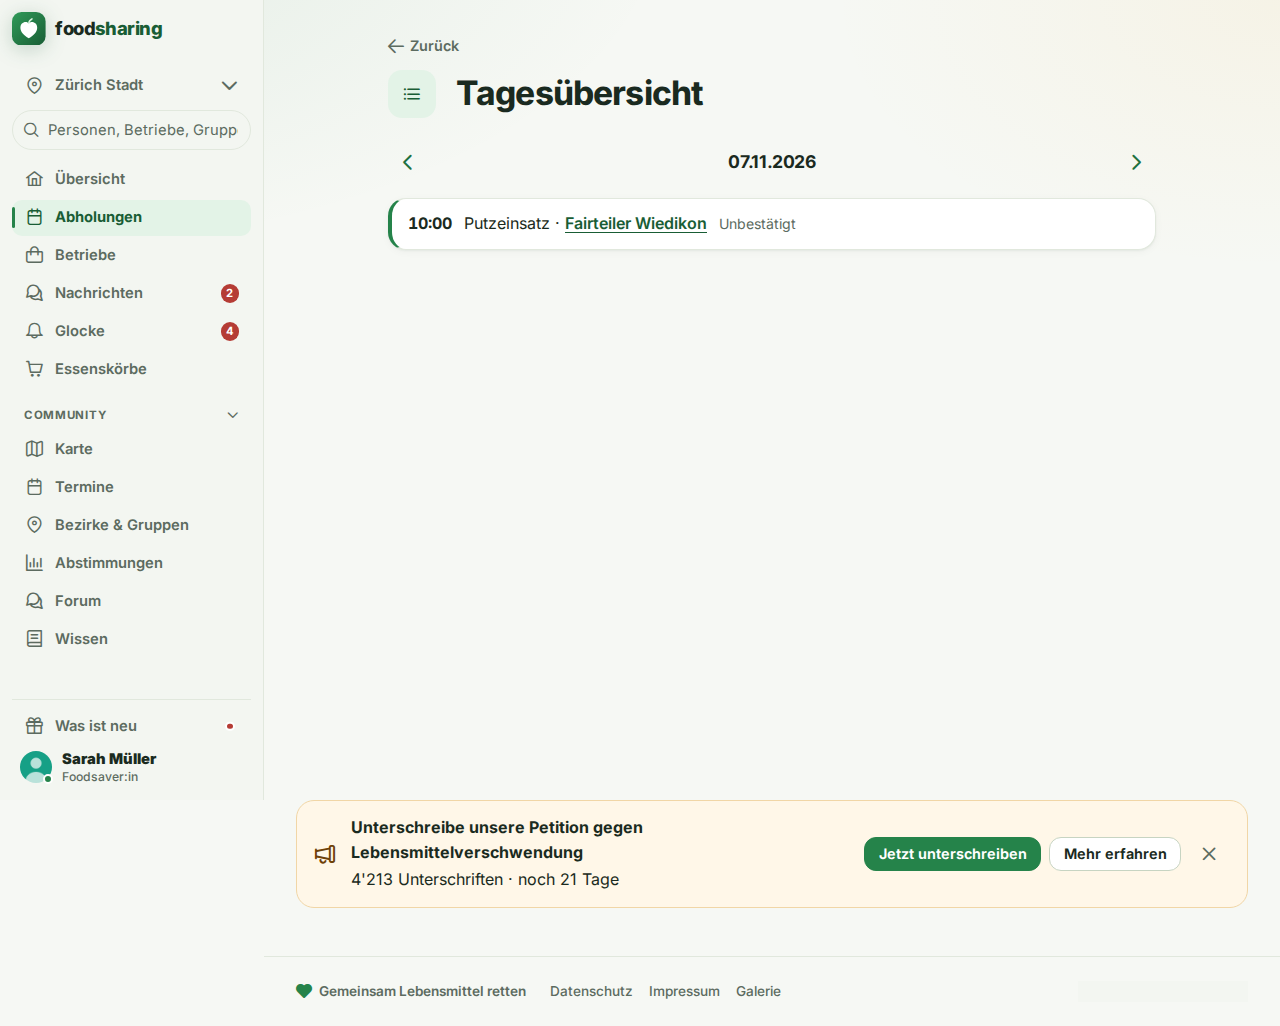 foodsharing
Zürich Stadt
Personen, Betriebe, Grupp
Übersicht
Abholungen
Betriebe
Nachrichten 2
Glocke 4
Essenskörbe
COMMUNITY
Karte
Termine
Bezirke & Gruppen
Abstimmungen
Forum
Wissen
Was ist neu
Sarah Müller
Foodsaver:in
Zurück
Tagesübersicht
07.11.2026
10:00 Putzeinsatz · Fairteiler Wiedikon Unbestätigt
Unterschreibe unsere Petition gegen
Lebensmittelverschwendung
4'213 Unterschriften · noch 21 Tage
Jetzt unterschreiben Mehr erfahren
Gemeinsam Lebensmittel retten Datenschutz Impressum Galerie